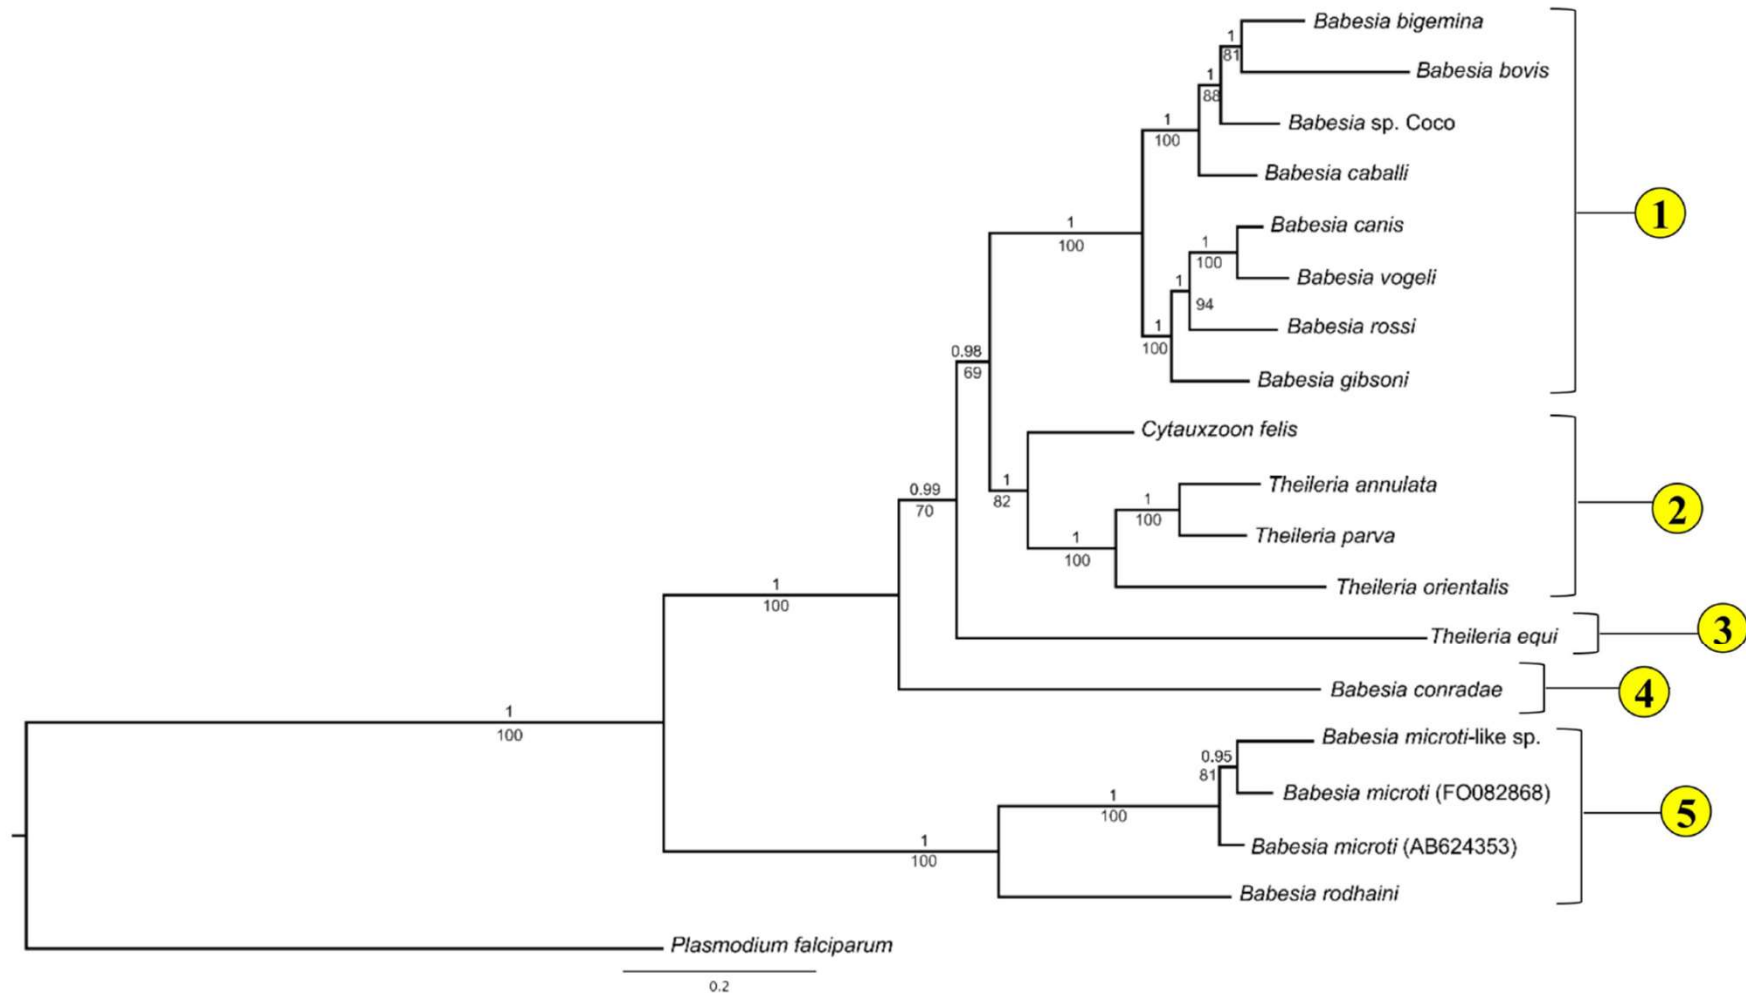 Babesia bigemina
1
81
Babesia bovis
1
88
Babesia sp. Coco
1
100
Babesia caballi
1
1
100
Babesia canis
1
100
Babesia vogeli
1
94
Babesia rossi
1
100
Babesia gibsoni
0.98
69
Cytauxzoon felis
1
82
Theileria annulata
1
100
Theileria parva
1
100
Theileria orientalis
2
0.99
70
Theileria equi
3
1
100
Babesia conradae
4
1
100
Babesia microti-like sp.
0.95
81
Babesia microti (FO082868)
1
100
5
Babesia microti (AB624353)
1
100
Babesia rodhaini
Plasmodium falciparum
0.2